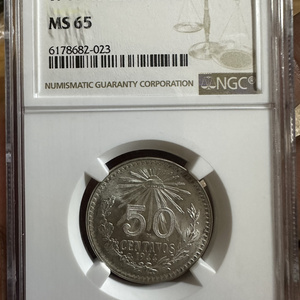 MS 65
6178682-023
NUMISMATIC GUARANTY CORPORATION
NGC®
50
CENTAVOS